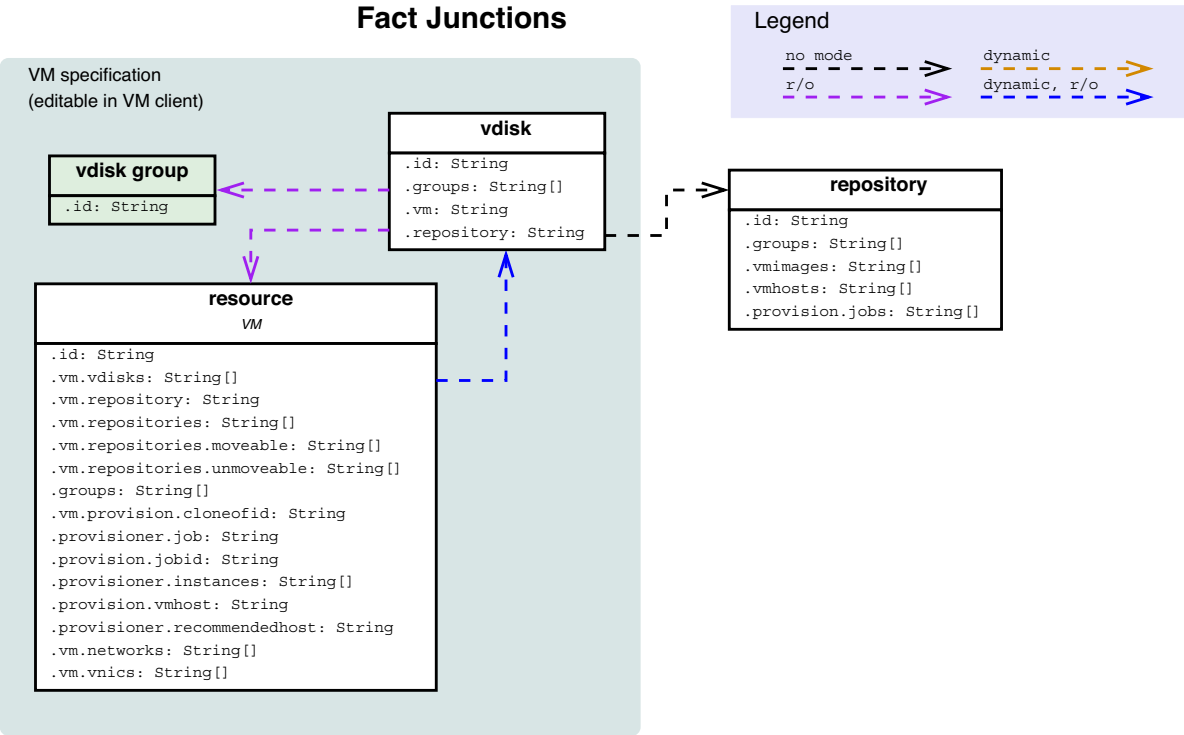 Fact Junctions
Legend
no mode
dynamic
r/o
dynamic, r/o
VM specification
(editable in VM client)
vdisk
.id: String
.groups: String[]
.vm: String
.repository: String
vdisk group
.id: String
repository
.id: String
.groups: String[]
.vmimages: String[]
.vmhosts: String[]
.provision.jobs: String[]
resource
VM
.id: String
.vm.vdisks: String[]
.vm.repository: String
.vm.repositories: String[]
.vm.repositories.moveable: String[]
.vm.repositories.unmoveable: String[]
.groups: String[]
.vm.provision.cloneofid: String
.provisioner.job: String
.provision.jobid: String
.provisioner.instances: String[]
.provision.vmhost: String
.provisioner.recommendedhost: String
.vm.networks: String[]
.vm.vnics: String[]